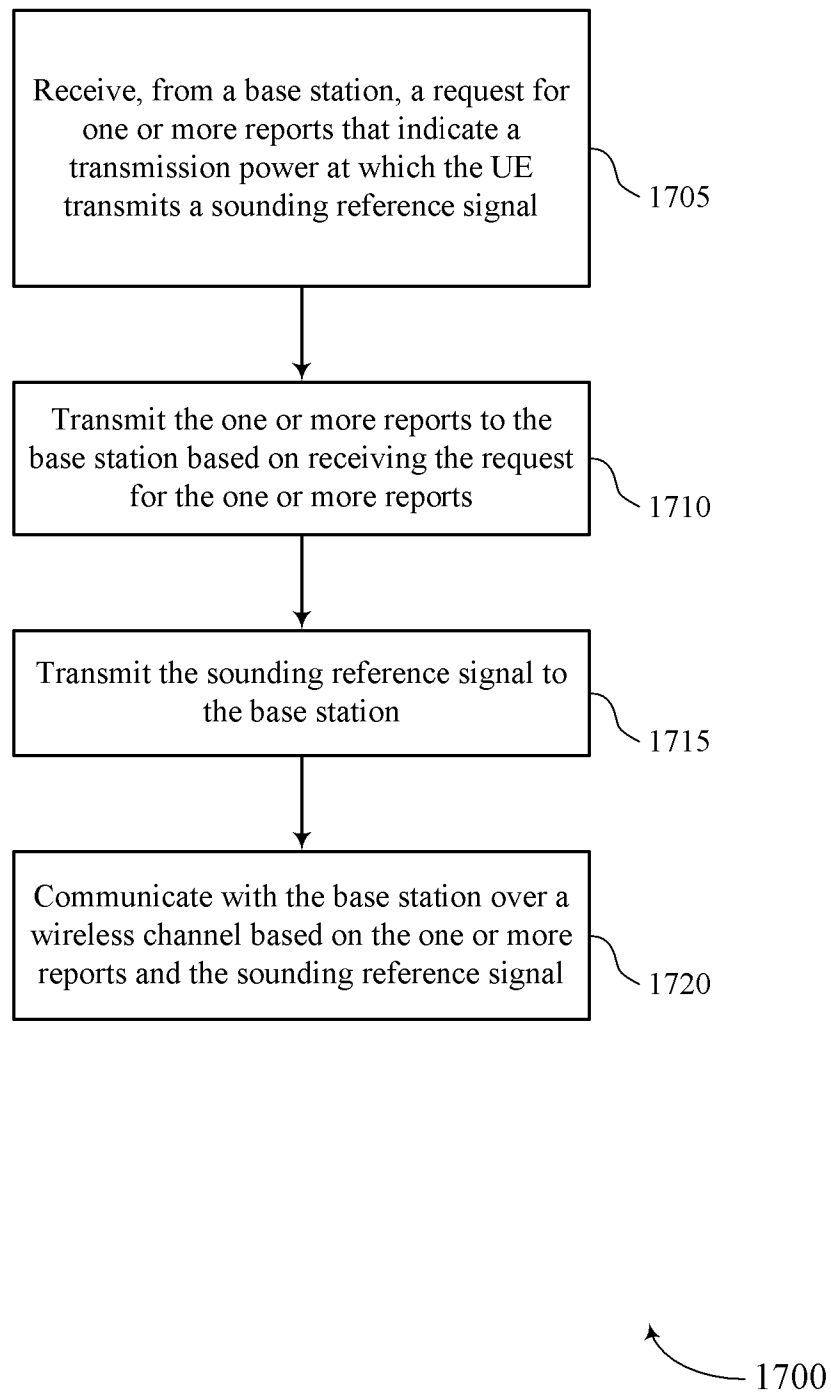 Receive, from a base station, a request for
one or more reports that indicate a
transmission power at which the UE
transmits a sounding reference signal
1705
Transmit the one or more reports to the
base station based on receiving the request
for the one or more reports
1710
Transmit the sounding reference signal to
the base station
1715
Communicate with the base station over a
wireless channel based on the one or more
reports and the sounding reference signal
1720
1700